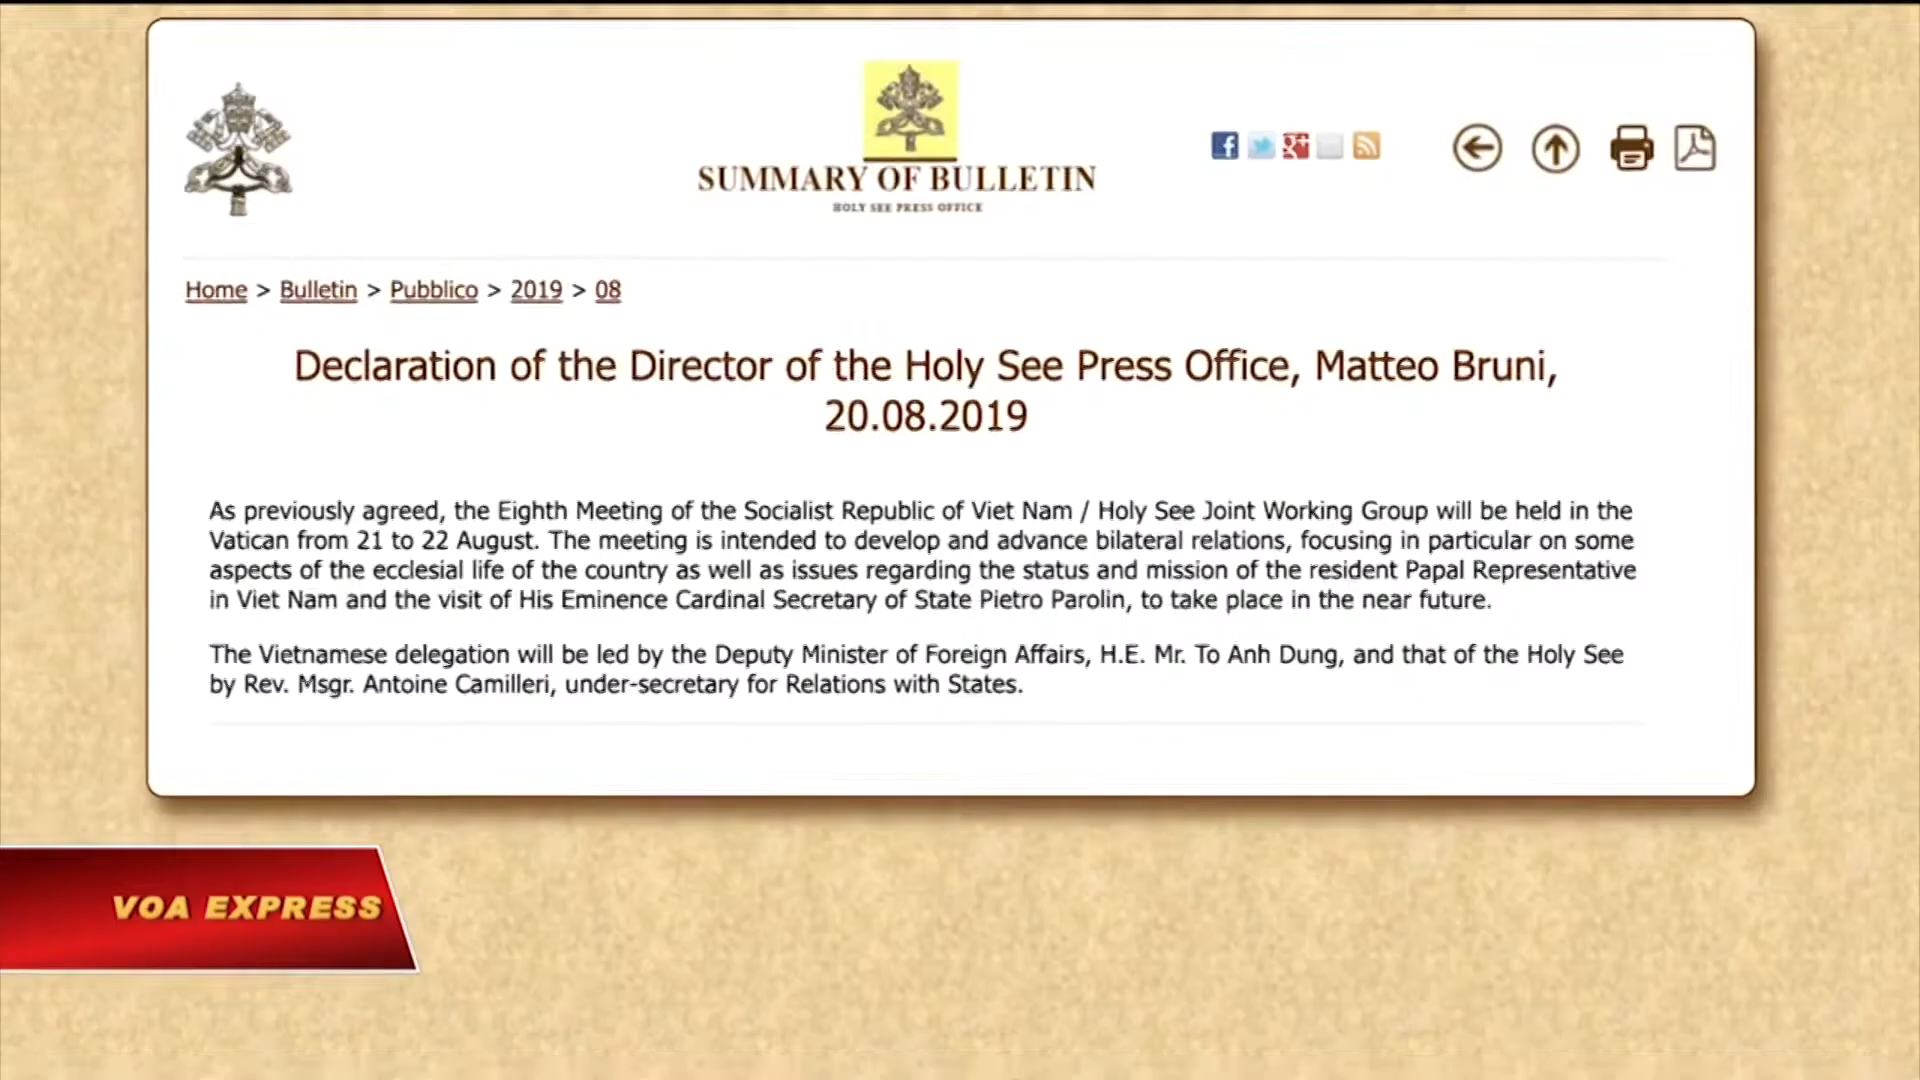 SUMMARY OF BULLETIN
HOLY SEE PRESS OFFICE
Home > Bulletin > Pubblico > 2019 > 08
Declaration of the Director of the Holy See Press Office, Matteo Bruni,
20.08.2019
As previously agreed, the Eighth Meeting of the Socialist Republic of Viet Nam / Holy See Joint Working Group will be held in the
Vatican from 21 to 22 August. The meeting is intended to develop and advance bilateral relations, focusing in particular on some
aspects of the ecclesial life of the country as well as issues regarding the status and mission of the resident Papal Representative
in Viet Nam and the visit of His Eminence Cardinal Secretary of State Pietro Parolin, to take place in the near future.
The Vietnamese delegation will be led by the Deputy Minister of Foreign Affairs, H.E. Mr. To Anh Dung, and that of the Holy See
by Rev. Msgr. Antoine Camilleri, under-secretary for Relations with States.
VOA EXPRESS